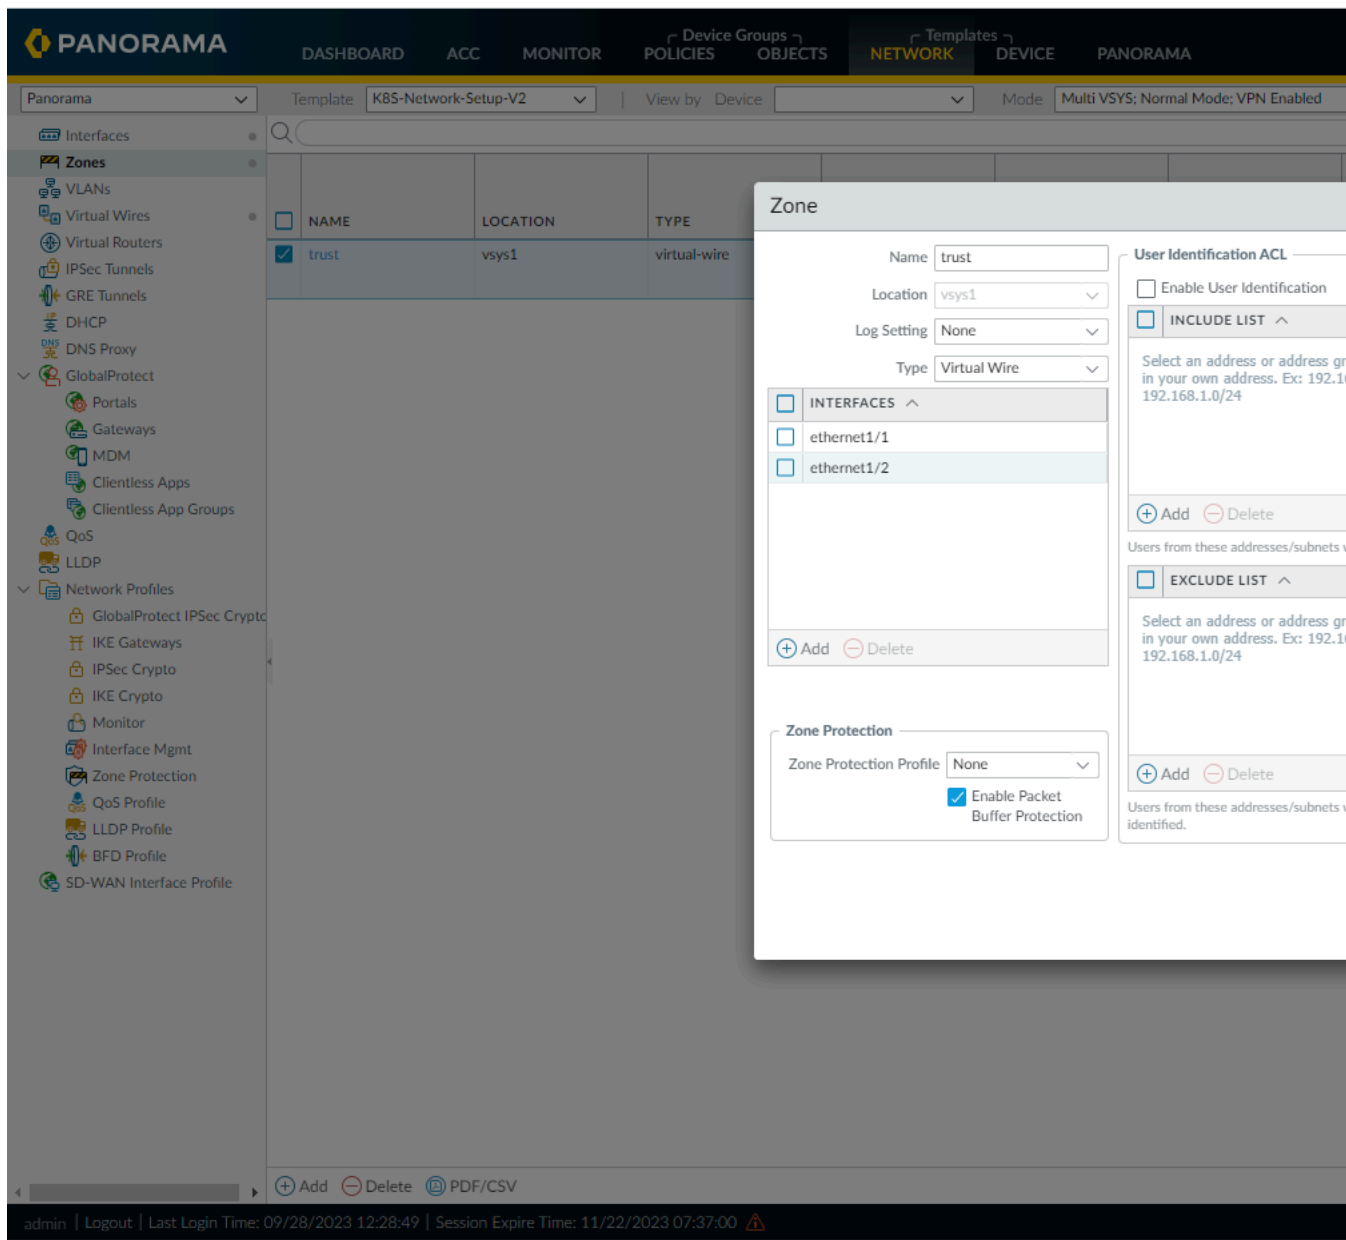 PANORAMA
DASHBOARD ACC MONITOR Device Groups POLICIES OBJECTS Templates NETWORK DEVICE PANORAMA
Panorama Template K8S-Network-Setup-V2 View by Device Mode Multi VSYS; Normal Mode; VPN Enabled
Interfaces
Zones
VLANs
Virtual Wires
Virtual Routers
IPSec Tunnels
GRE Tunnels
DHCP
DNS Proxy
GlobalProtect
Portals
Gateways
MDM
Clientless Apps
Clientless App Groups
QoS
LLDP
Network Profiles
GlobalProtect IPSec Crypto
IKE Gateways
IPSec Crypto
IKE Crypto
Monitor
Interface Mgmt
Zone Protection
QoS Profile
LLDP Profile
BFD Profile
SD-WAN Interface Profile
NAME LOCATION TYPE
trust vsys1 virtual-wire
Zone
Name trust
Location vsys1
Log Setting None
Type Virtual Wire
INTERFACES
ethernet1/1
ethernet1/2
Add Delete
Zone Protection
Zone Protection Profile None
Enable Packet
Buffer Protection
User Identification ACL
Enable User Identification
INCLUDE LIST
Select an address or address gr
in your own address. Ex: 192.1
192.168.1.0/24
Add Delete
Users from these addresses/subnets
EXCLUDE LIST
Select an address or address gr
in your own address. Ex: 192.1
192.168.1.0/24
Add Delete
Users from these addresses/subnets
identified.
Add Delete PDF/CSV
admin | Logout | Last Login Time: 09/28/2023 12:28:49 | Session Expire Time: 11/22/2023 07:37:00